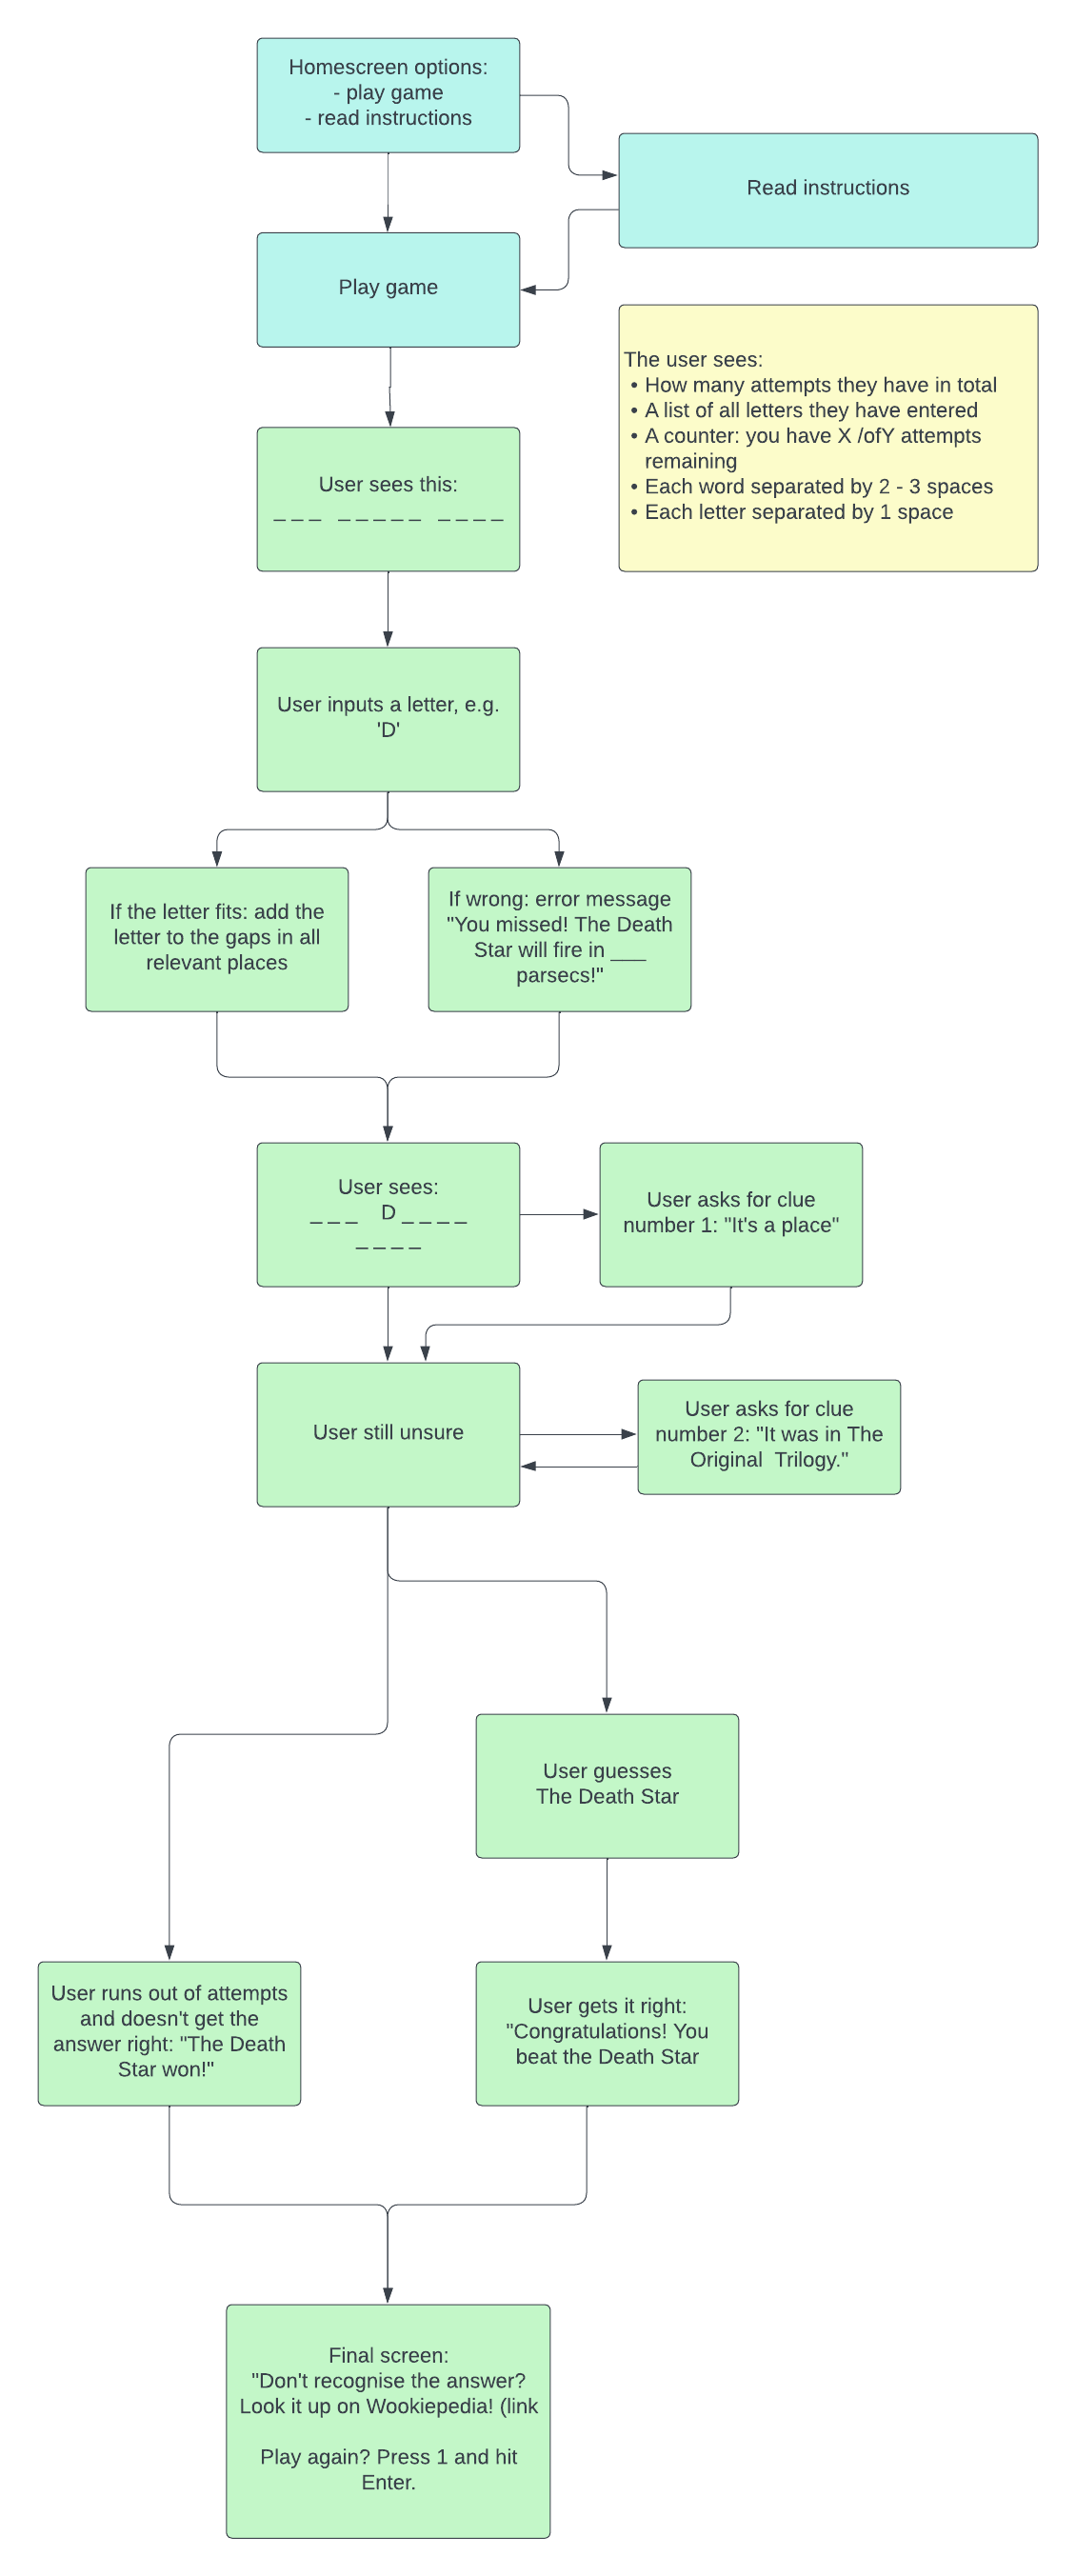 Homescreen options:
- play game
- read instructions
Read instructions
Play game
The user sees:
• How many attempts they have in total
• A list of all letters they have entered
• A counter: you have X /ofY attempts
remaining
• Each word separated by 2 - 3 spaces
• Each letter separated by 1 space
User sees this:
_ _ _   _ _ _ _ _   _ _ _ _
User inputs a letter, e.g.
'D'
If the letter fits: add the
letter to the gaps in all
relevant places
If wrong: error message
"You missed! The Death
Star will fire in ___
parsecs!"
User sees:
_ _ _    D _ _ _ _
_ _ _ _
User asks for clue
number 1: "It's a place"
User still unsure
User asks for clue
number 2: "It was in The
Original  Trilogy."
User guesses
The Death Star
User runs out of attempts
and doesn't get the
answer right: "The Death
Star won!"
User gets it right:
"Congratulations! You
beat the Death Star
Final screen:
"Don't recognise the answer?
Look it up on Wookiepedia! (link
Play again? Press 1 and hit
Enter.